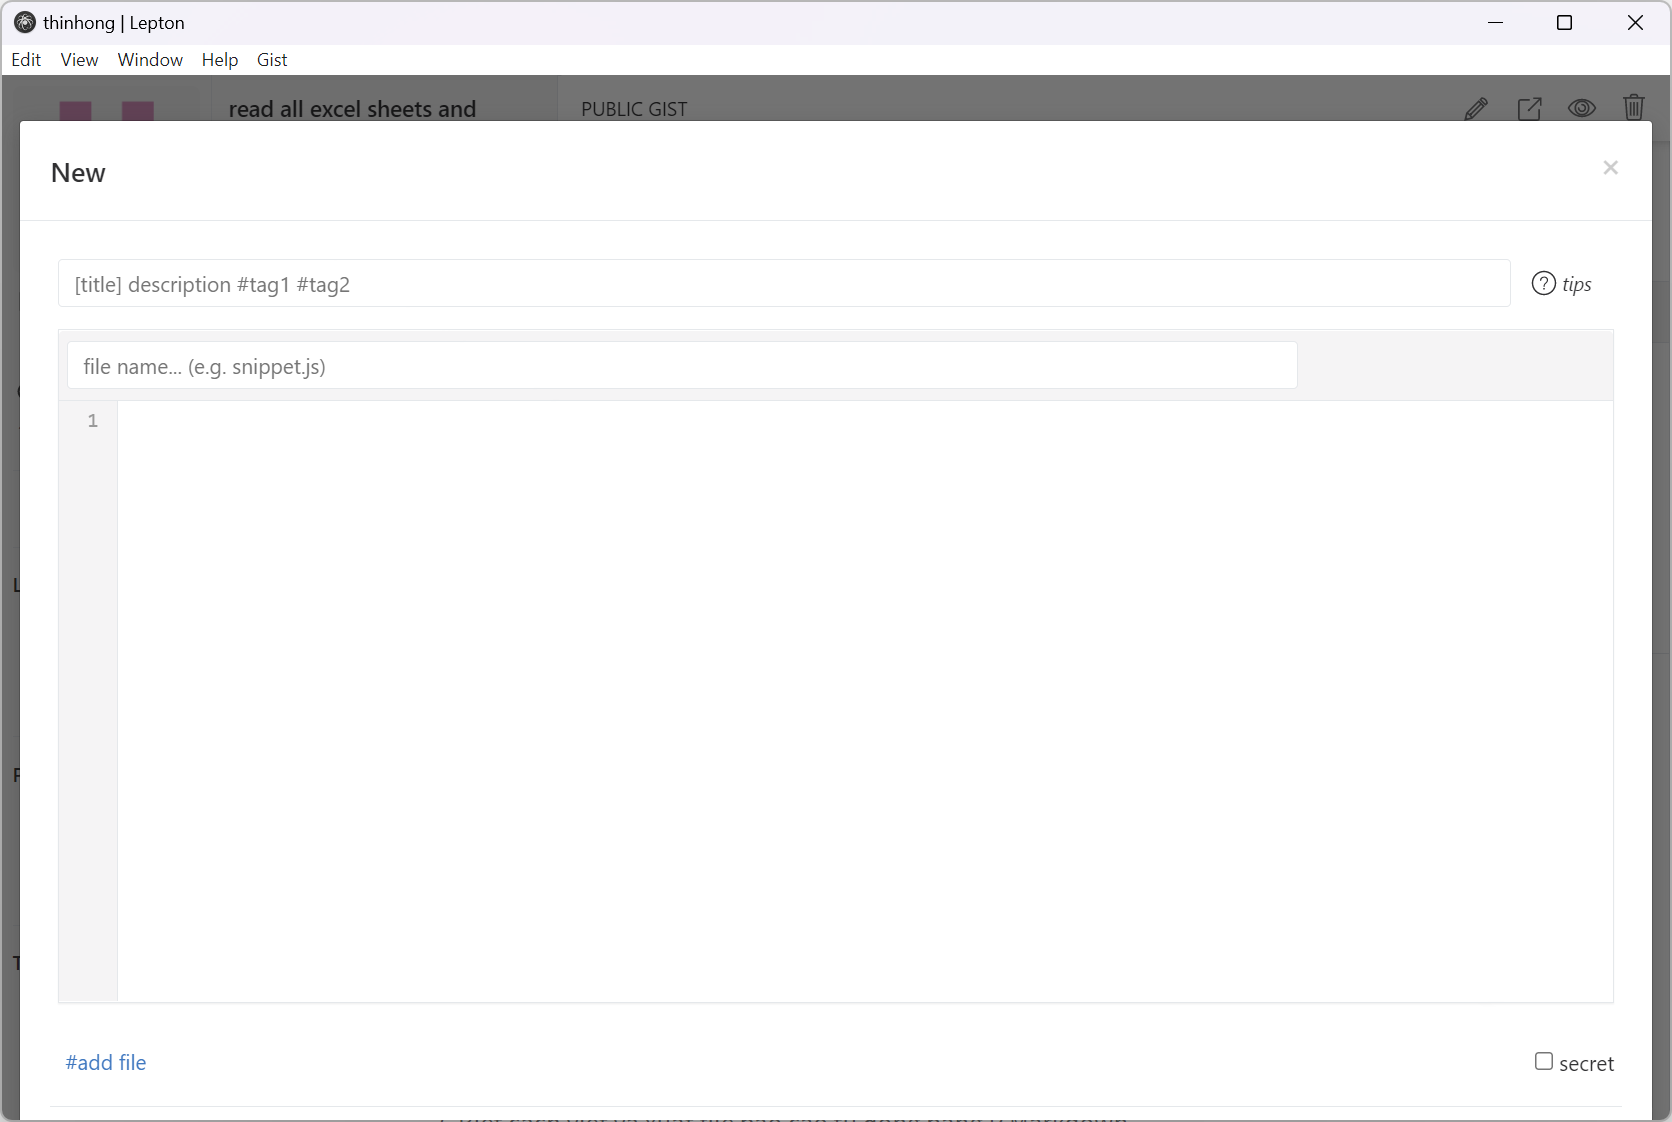 thinhong | Lepton
Edit View Window Help Gist
read all excel sheets and
PUBLIC GIST
New
×
[title] description #tag1 #tag2
? tips
file name... (e.g. snippet.js)
1
#add file
secret